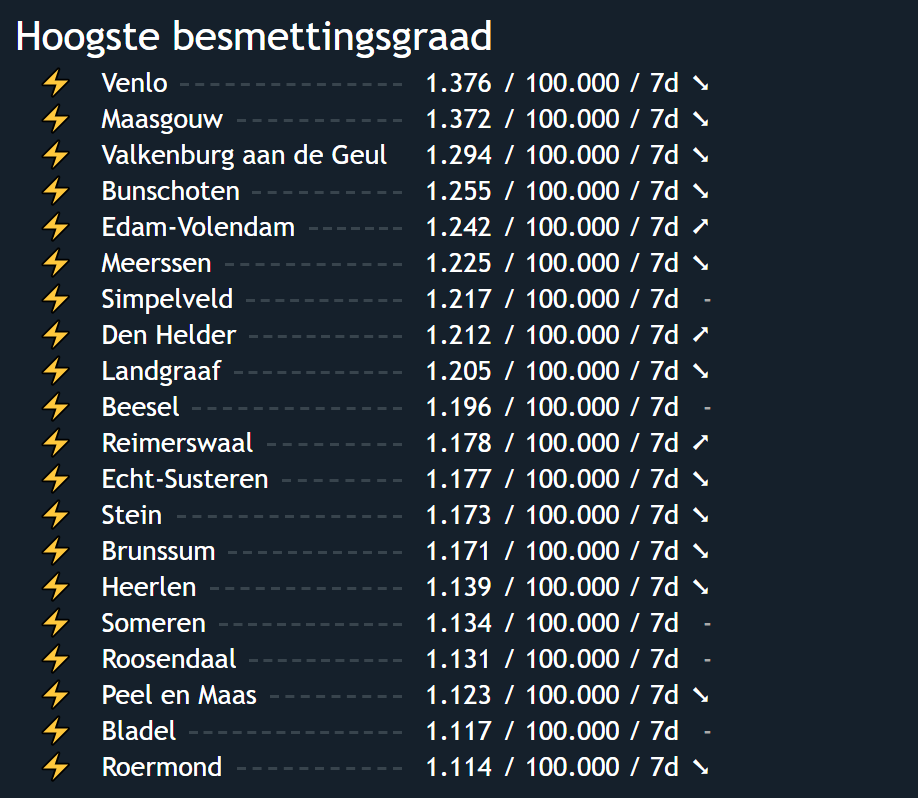 Hoogste besmettingsgraad
⚡ Venlo ---------------- 1.376 / 100.000 / 7d ➘
⚡ Maasgouw ------------ 1.372 / 100.000 / 7d ➘
⚡ Valkenburg aan de Geul 1.294 / 100.000 / 7d ➘
⚡ Bunschoten ----------- 1.255 / 100.000 / 7d ➘
⚡ Edam-Volendam ------- 1.242 / 100.000 / 7d ➚
⚡ Meerssen ------------- 1.225 / 100.000 / 7d ➘
⚡ Simpelveld ----------- 1.217 / 100.000 / 7d -
⚡ Den Helder ----------- 1.212 / 100.000 / 7d ➚
⚡ Landgraaf ------------ 1.205 / 100.000 / 7d ➘
⚡ Beesel --------------- 1.196 / 100.000 / 7d -
⚡ Reimerswaal ---------- 1.178 / 100.000 / 7d ➚
⚡ Echt-Susteren --------- 1.177 / 100.000 / 7d ➘
⚡ Stein ---------------- 1.173 / 100.000 / 7d ➘
⚡ Brunssum ------------ 1.171 / 100.000 / 7d ➘
⚡ Heerlen -------------- 1.139 / 100.000 / 7d ➘
⚡ Someren ------------- 1.134 / 100.000 / 7d -
⚡ Roosendaal ----------- 1.131 / 100.000 / 7d -
⚡ Peel en Maas --------- 1.123 / 100.000 / 7d ➘
⚡ Bladel --------------- 1.117 / 100.000 / 7d -
⚡ Roermond ------------ 1.114 / 100.000 / 7d ➘